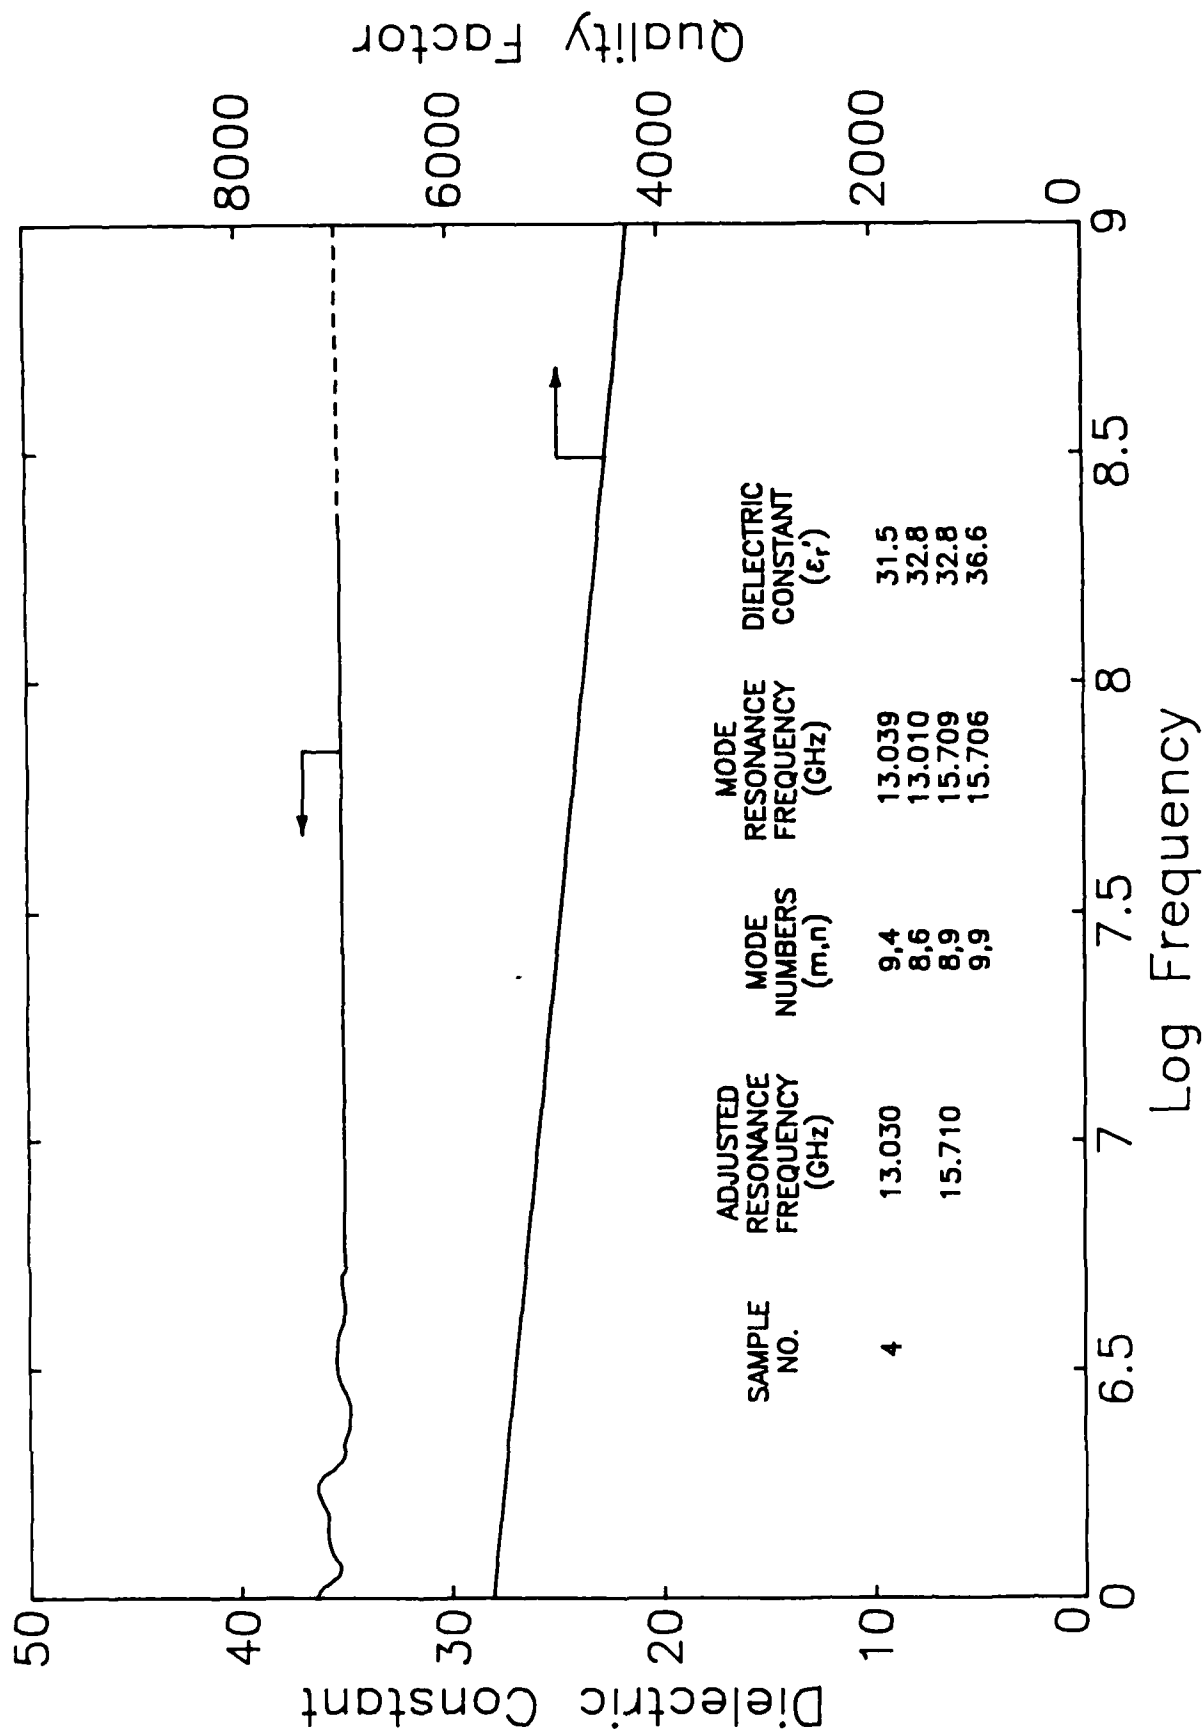 Dielectric Constant
50
40
30
20
10
0
Quality Factor
8000
6000
4000
2000
0
SAMPLE NO. ADJUSTED RESONANCE FREQUENCY (GHz) MODE NUMBERS (m,n) MODE RESONANCE FREQUENCY (GHz) DIELECTRIC CONSTANT (εr')
4 13.030 9,4 13.039 31.5
8,6 13.010 32.8
15.710 8,9 15.709 32.8
9,9 15.706 36.6
0 6.5 7 7.5 8 8.5 9
Log Frequency